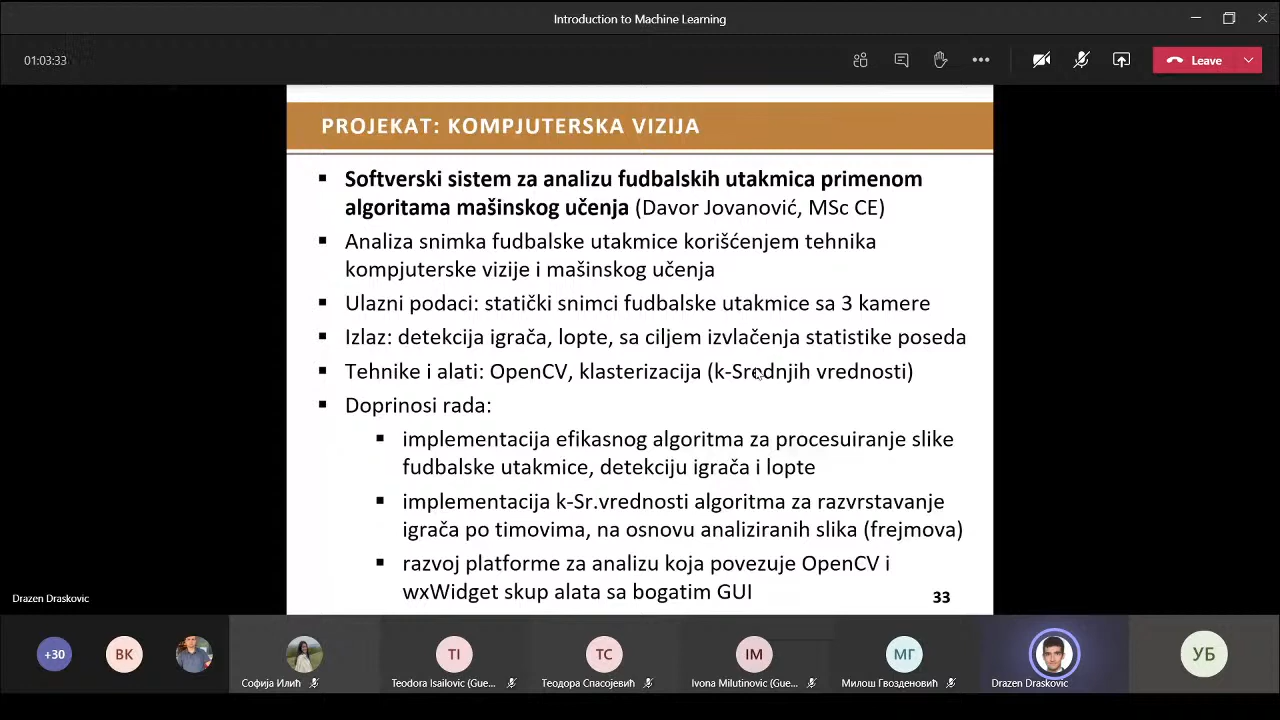 Introduction to Machine Learning
01:03:33
Leave
PROJEKAT: KOMPJUTERSKA VIZIJA
▪ Softverski sistem za analizu fudbalskih utakmica primenom
algoritama mašinskog učenja (Davor Jovanović, MSc CE)
▪ Analiza snimka fudbalske utakmice korišćenjem tehnika
kompjuterske vizije i mašinskog učenja
▪ Ulazni podaci: statički snimci fudbalske utakmice sa 3 kamere
▪ Izlaz: detekcija igrača, lopte, sa ciljem izvlačenja statistike poseda
▪ Tehnike i alati: OpenCV, klasterizacija (k-Srednjih vrednosti)
▪ Doprinosi rada:
▪ implementacija efikasnog algoritma za procesuiranje slike
fudbalske utakmice, detekciju igrača i lopte
▪ implementacija k-Sr.vrednosti algoritma za razvrstavanje
igrača po timovima, na osnovu analiziranih slika (frejmova)
▪ razvoj platforme za analizu koja povezuje OpenCV i
wxWidget skup alata sa bogatim GUI
33
Drazen Draskovic
+30
ВК
TI
ТС
IM
МГ
УБ
Софија Илић
Teodora Isailovic (Gue...
Теодора Спасојевић
Ivona Milutinovic (Gue...
Милош Гвозденовић
Drazen Draskovic